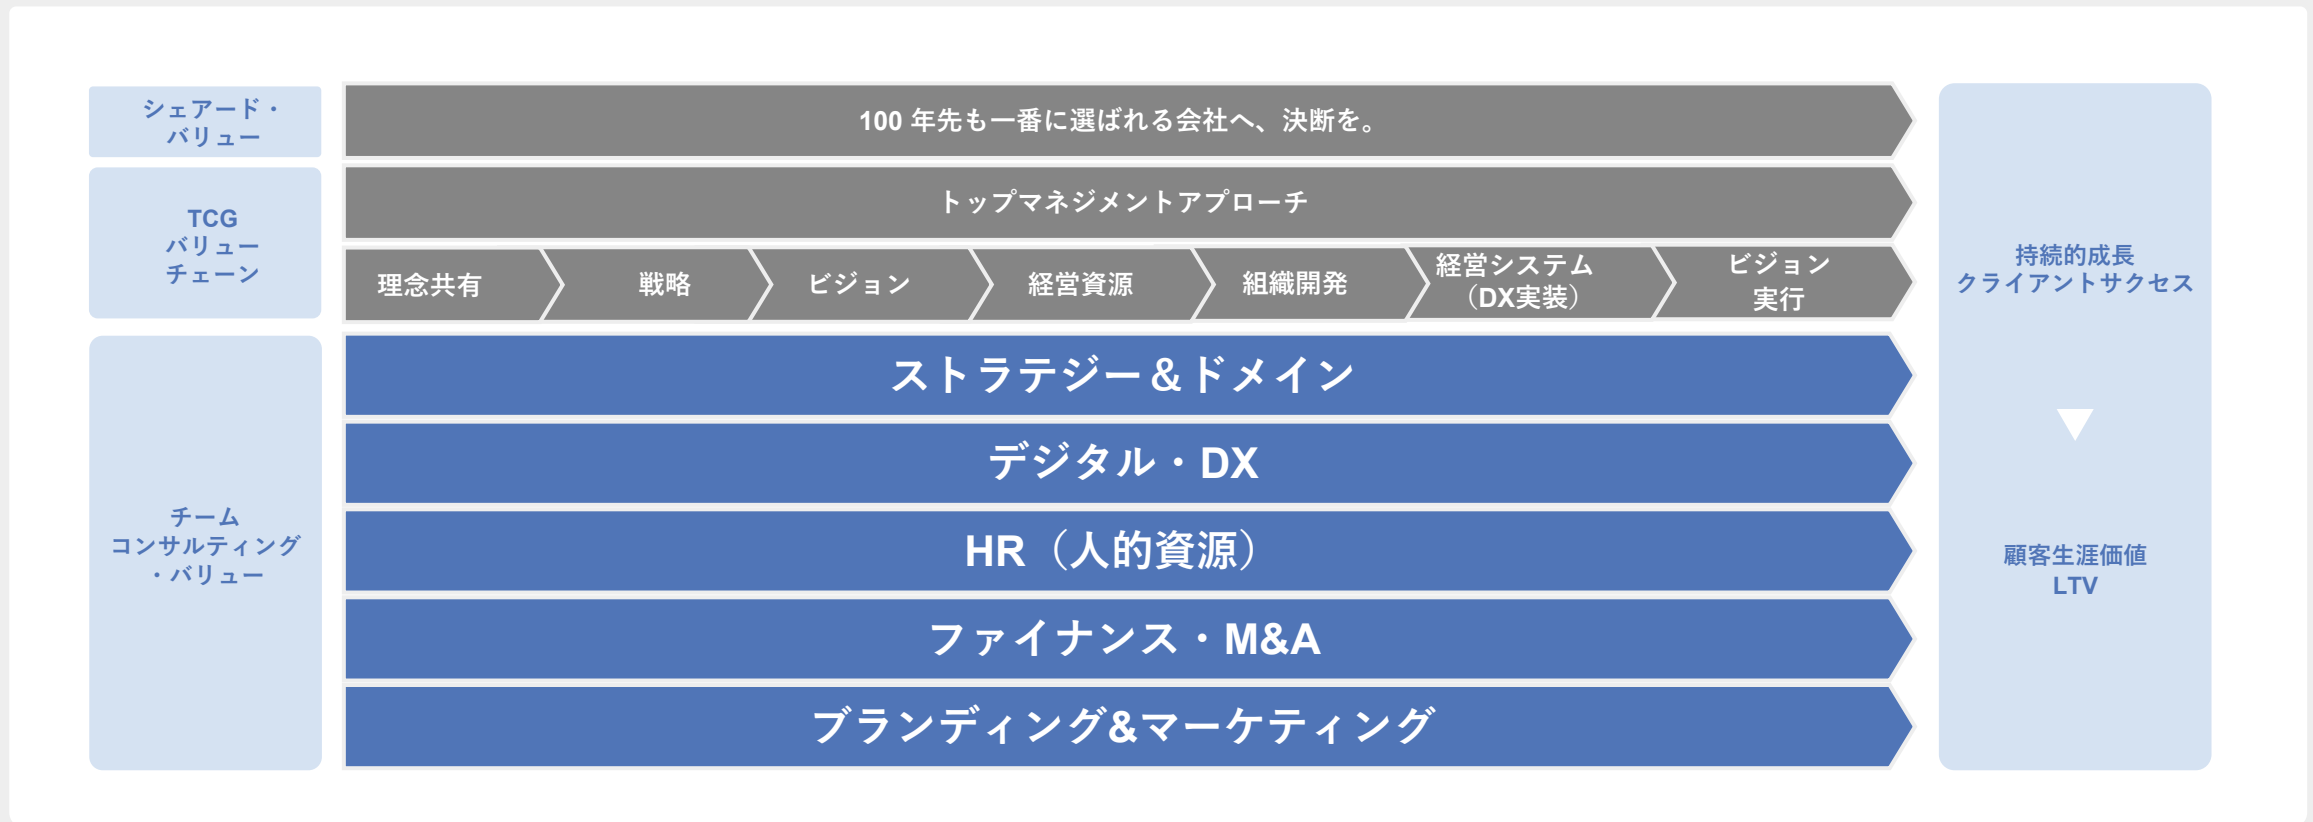 シェアード・
バリュー
100 年先も一番に選ばれる会社へ、決断を。
TCG
バリュー
チェーン
トップマネジメントアプローチ
理念共有
戦略
ビジョン
経営資源
組織開発
経営システム
（DX実装）
ビジョン
実行
チーム
コンサルティング
・バリュー
ストラテジー＆ドメイン
デジタル・DX
HR（人的資源）
ファイナンス・M&A
ブランディング&マーケティング
持続的成長
クライアントサクセス
顧客生涯価値
LTV